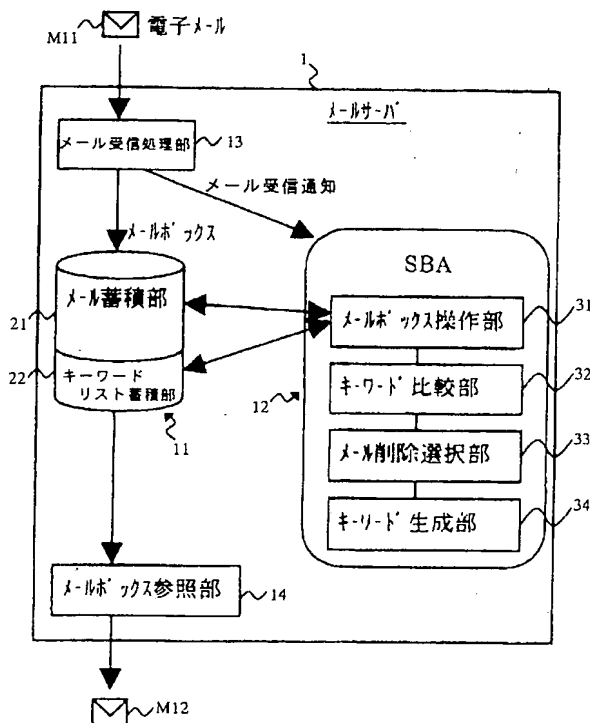 M11
電子メール
1
ﾒｰﾙｻｰﾊﾞ
メール受信処理部
13
メール受信通知
ﾒｰﾙﾎﾞｯｸｽ
SBA
ﾒｰﾙ蓄積部
21
ﾒｰﾙﾎﾞｯｸｽ操作部
31
22
キーワード
リスト蓄積部
11
12
ｷｰﾜｰﾄﾞ比較部
32
ﾒｰﾙ削除選択部
33
ｷｰﾘｰﾄﾞ生成部
34
ﾒｰﾙﾎﾞｯｸｽ参照部
14
M12